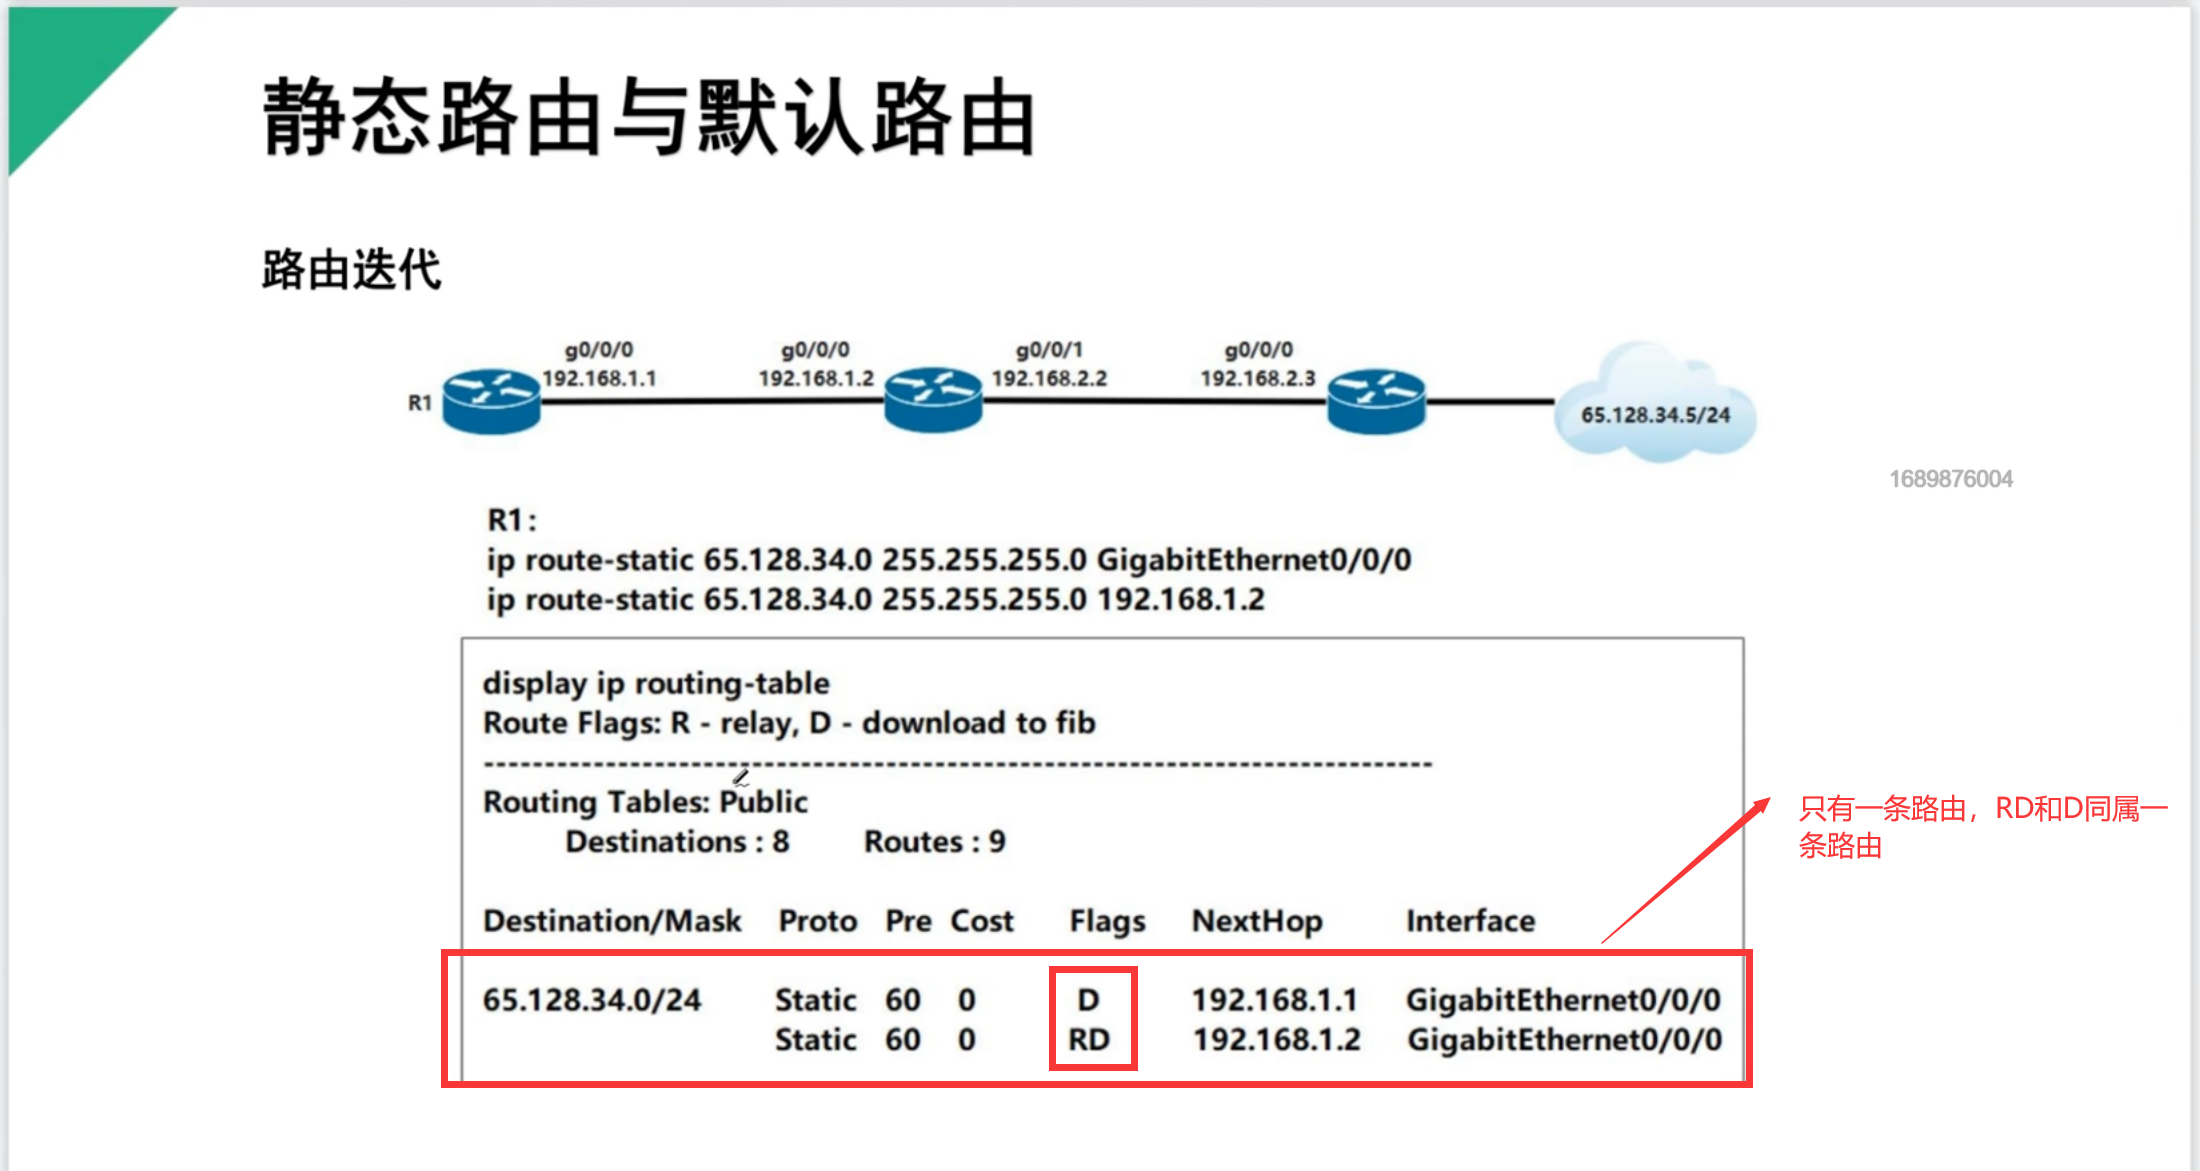 静态路由与默认路由
路由迭代
g0/0/0 g0/0/0 g0/0/1 g0/0/0
192.168.1.1 192.168.1.2 192.168.2.2 192.168.2.3
R1
65.128.34.5/24
1689876004
R1:
ip route-static 65.128.34.0 255.255.255.0 GigabitEthernet0/0/0
ip route-static 65.128.34.0 255.255.255.0 192.168.1.2
display ip routing-table
Route Flags: R - relay, D - download to fib
------------------------------------------------------------------------------
Routing Tables: Public
Destinations : 8 Routes : 9
只有一条路由，RD和D同属一
条路由
Destination/Mask Proto Pre Cost Flags NextHop Interface
65.128.34.0/24 Static 60 0 D 192.168.1.1 GigabitEthernet0/0/0
Static 60 0 RD 192.168.1.2 GigabitEthernet0/0/0